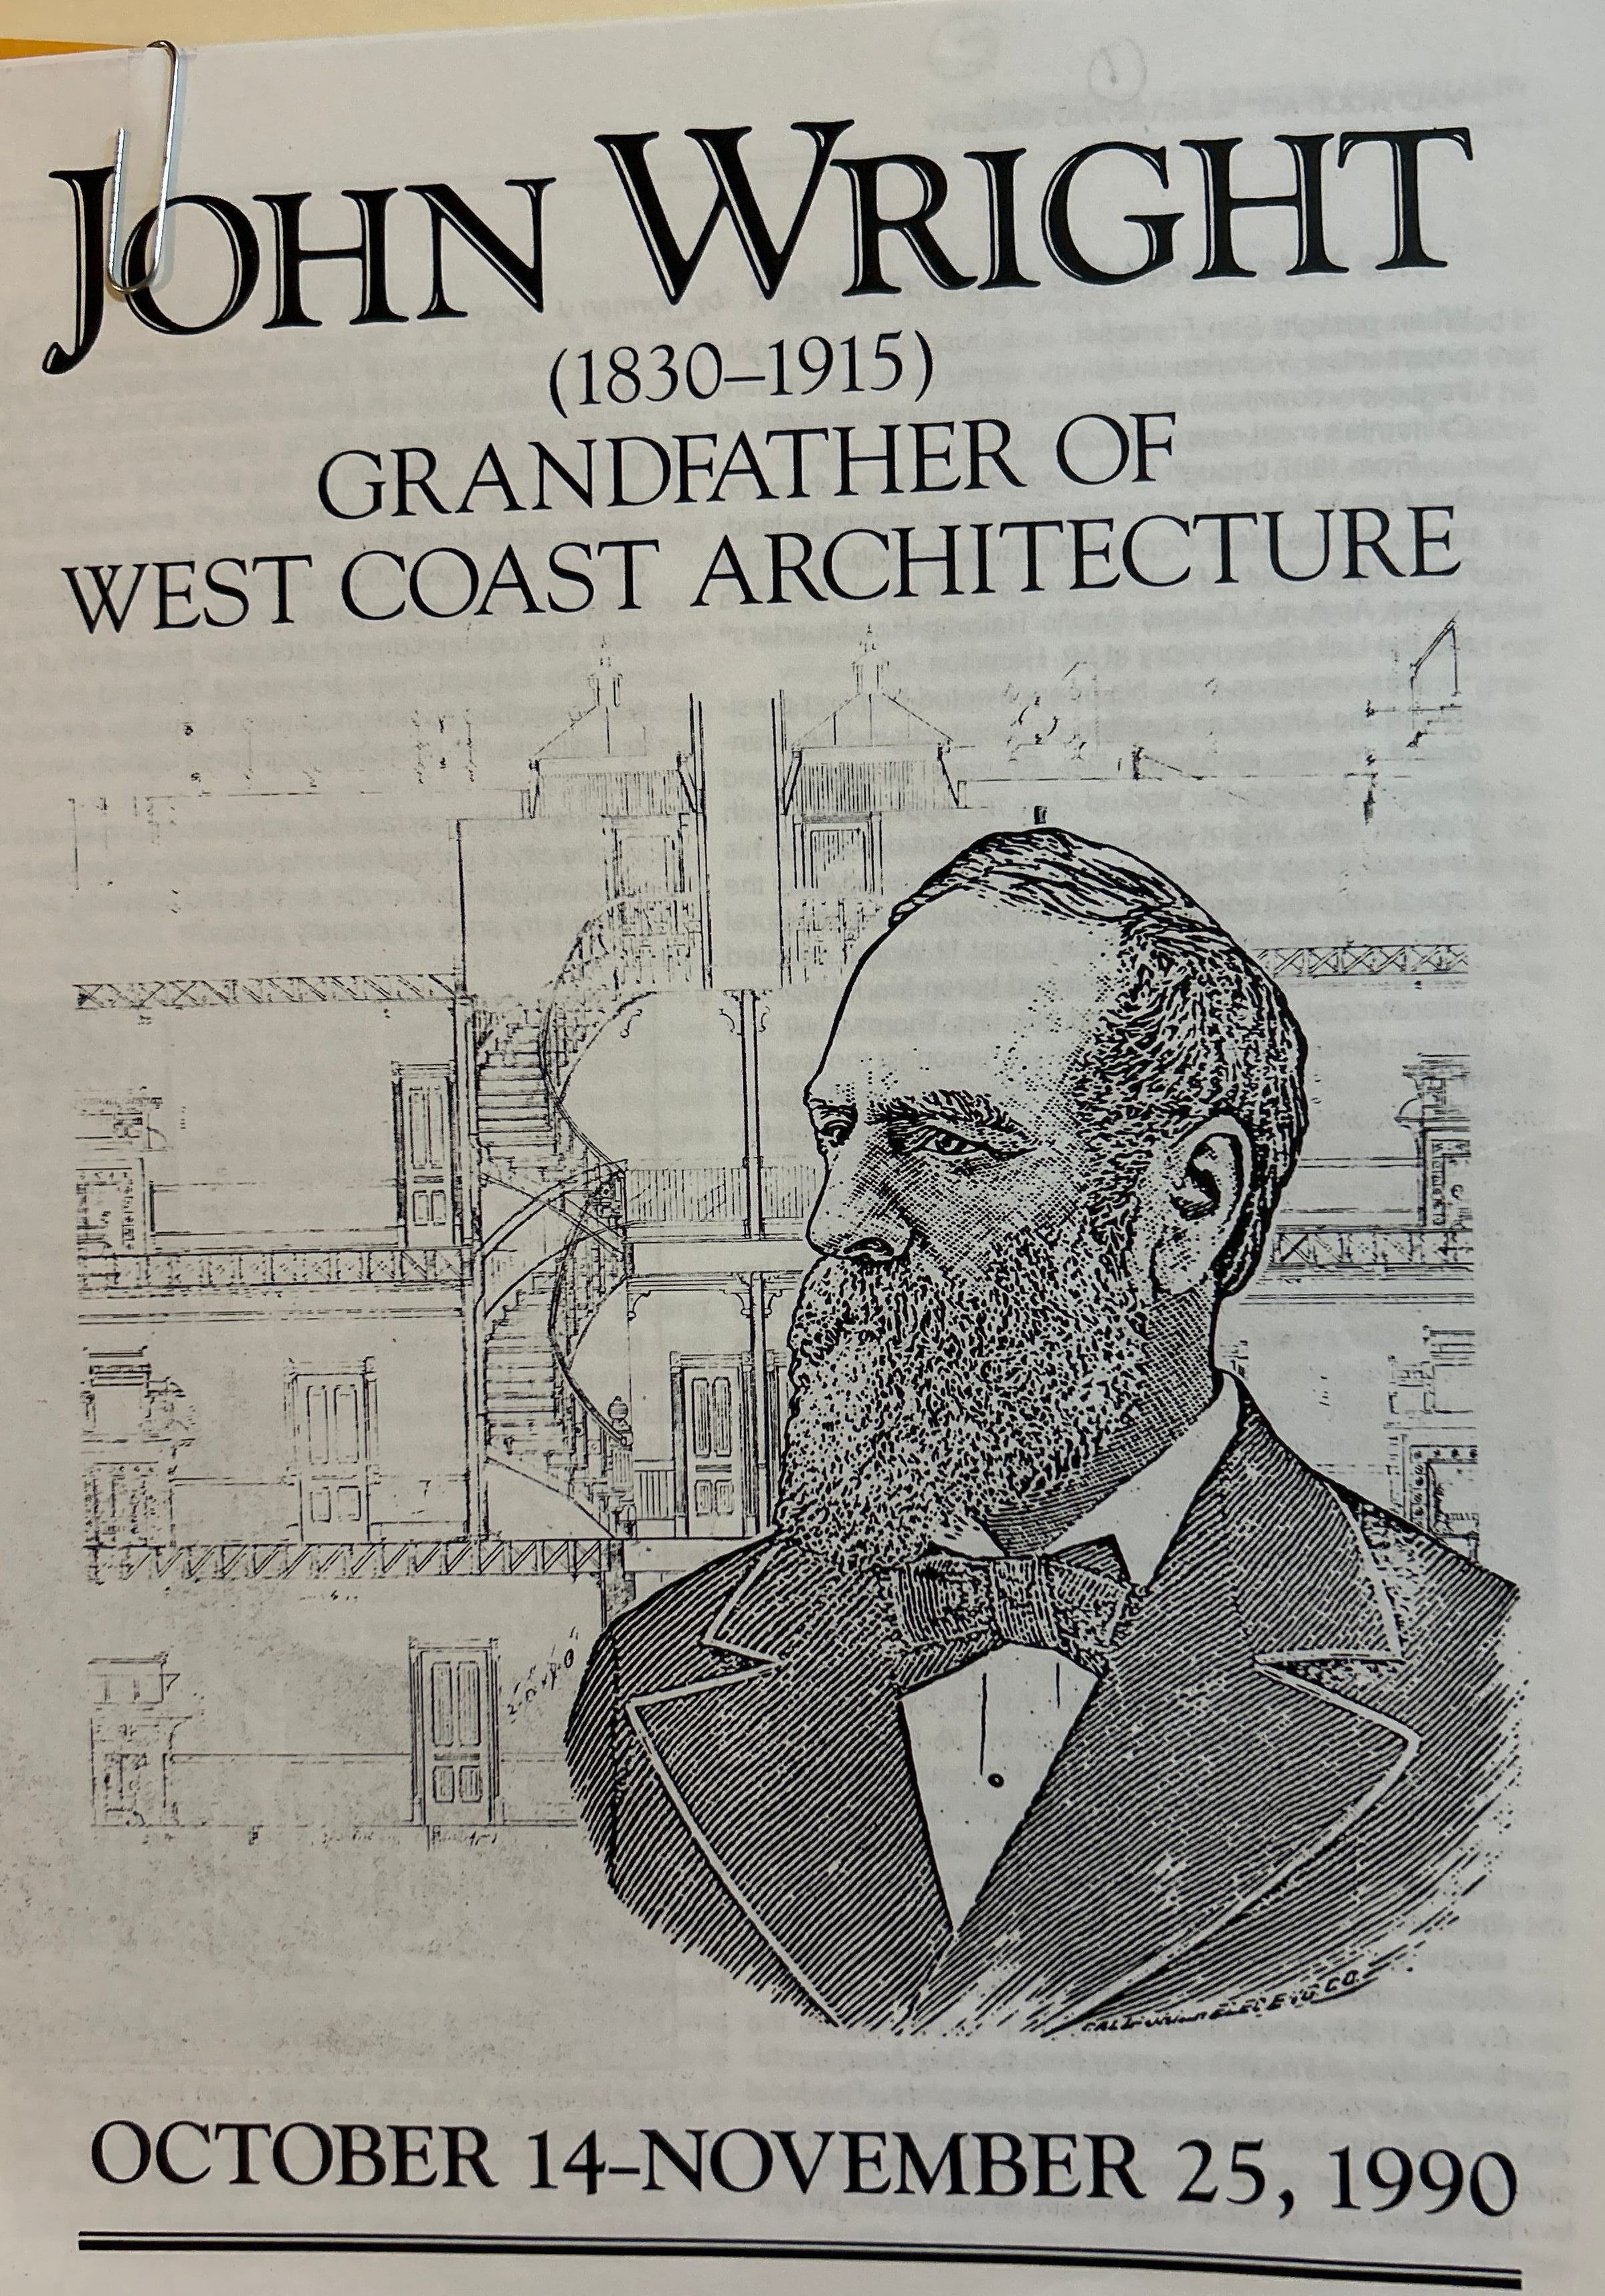 JOHN WRIGHT
(1830–1915)
GRANDFATHER OF
WEST COAST ARCHITECTURE
OCTOBER 14–NOVEMBER 25, 1990